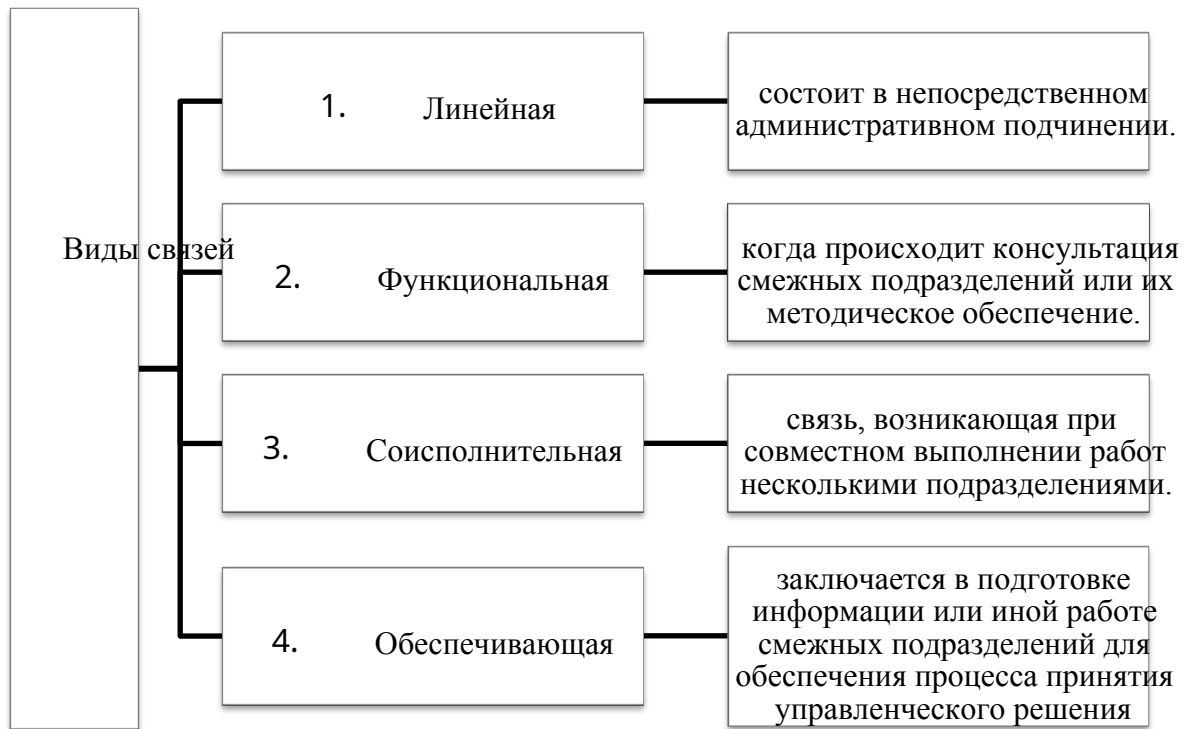 Виды связей
1. Линейная
состоит в непосредственном
административном подчинении.
2. Функциональная
когда происходит консультация
смежных подразделений или их
методическое обеспечение.
3. Соисполнительная
связь, возникающая при
совместном выполнении работ
несколькими подразделениями.
4. Обеспечивающая
заключается в подготовке
информации или иной работе
смежных подразделений для
обеспечения процесса принятия
управленческого решения